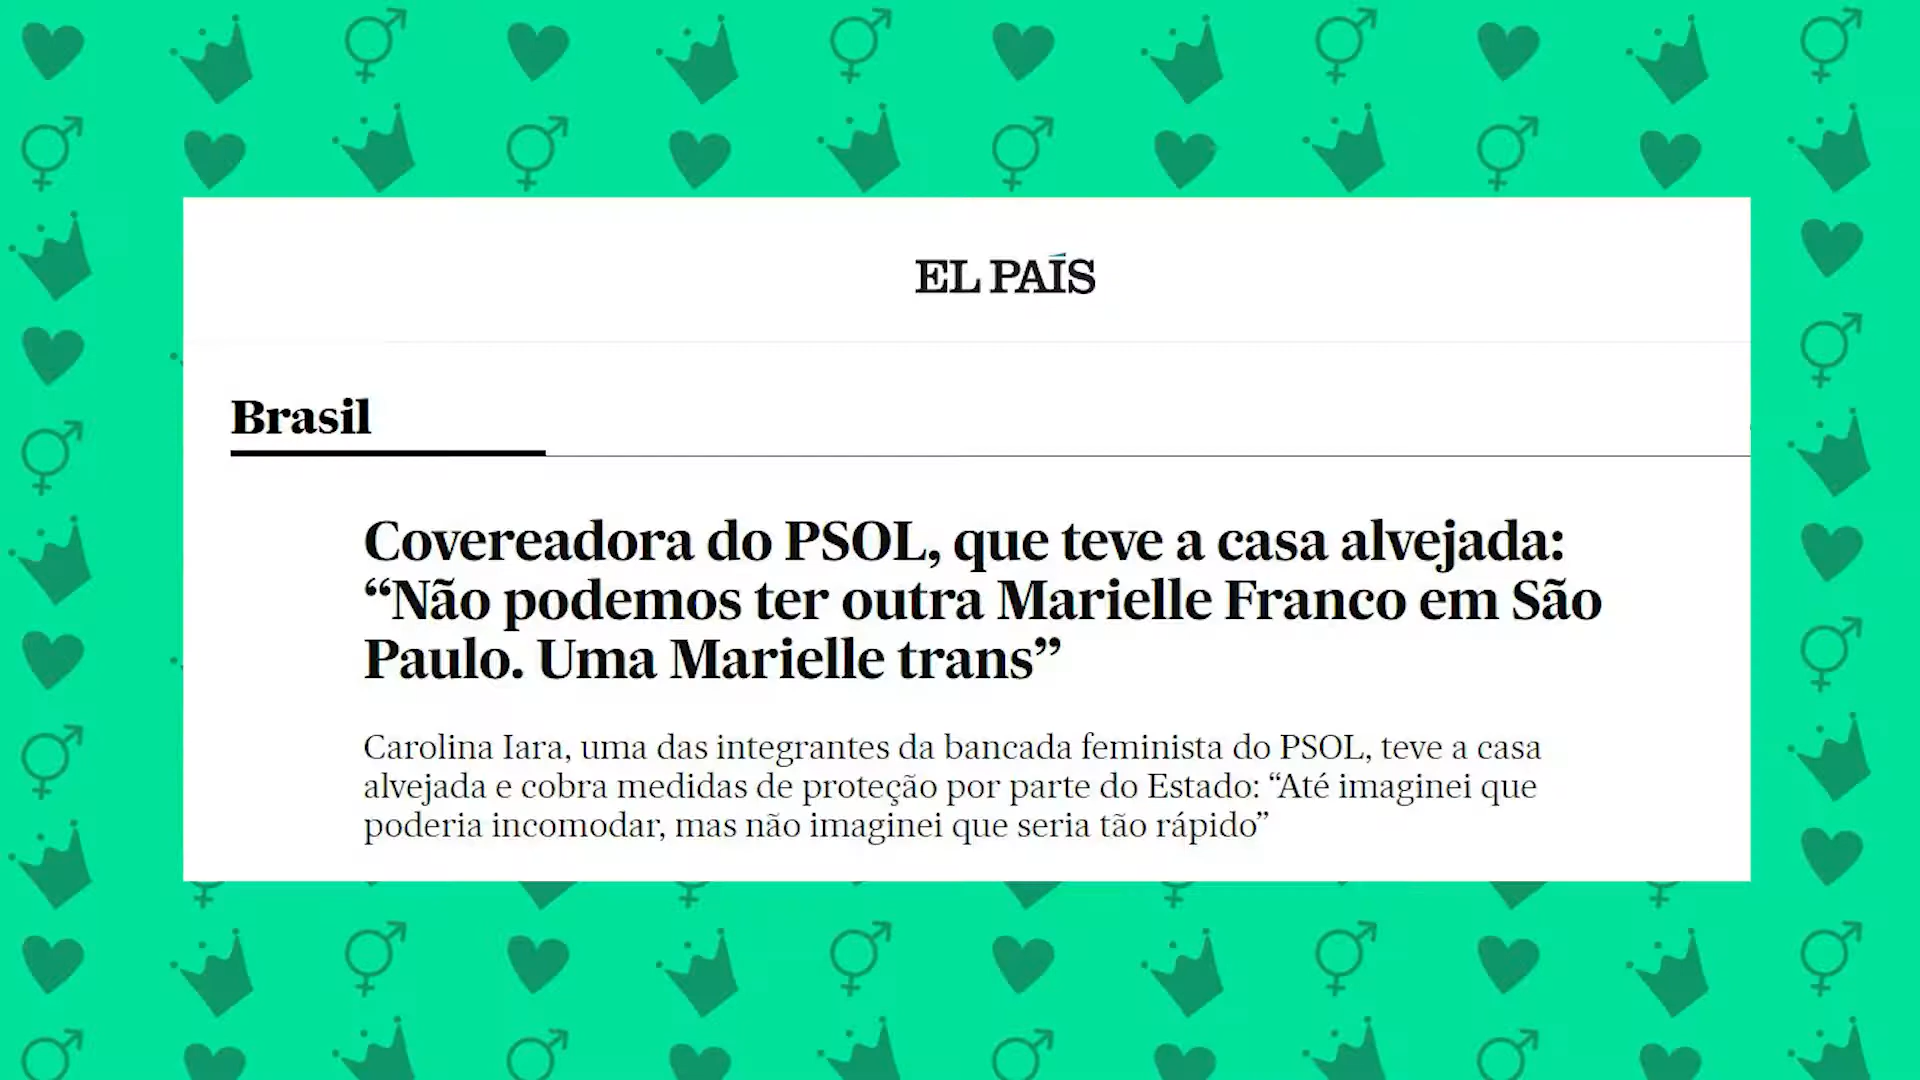 EL PAÍS
Brasil
Covereadora do PSOL, que teve a casa alvejada:
“Não podemos ter outra Marielle Franco em São
Paulo. Uma Marielle trans”
Carolina Iara, uma das integrantes da bancada feminista do PSOL, teve a casa
alvejada e cobra medidas de proteção por parte do Estado: “Até imaginei que
poderia incomodar, mas não imaginei que seria tão rápido”